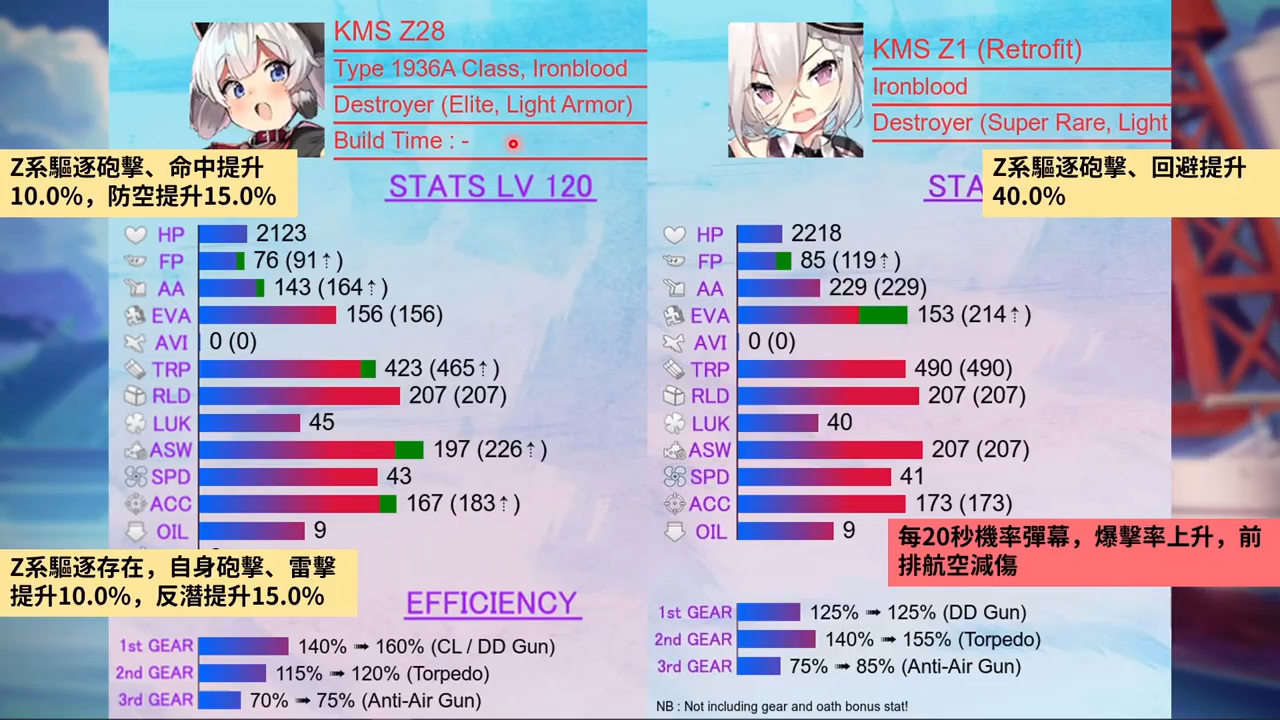 KMS Z28
Type 1936A Class, Ironblood
Destroyer (Elite, Light Armor)
Build Time : -
Z系驅逐砲擊、命中提升
10.0%，防空提升15.0%
STATS LV 120
HP 2123
FP 76 (91⇡)
AA 143 (164⇡)
EVA 156 (156)
AVI 0 (0)
TRP 423 (465⇡)
RLD 207 (207)
LUK 45
ASW 197 (226⇡)
SPD 43
ACC 167 (183⇡)
OIL 9
Z系驅逐存在，自身砲擊、雷擊
提升10.0%，反潛提升15.0%
EFFICIENCY
1st GEAR 140% ➟ 160% (CL / DD Gun)
2nd GEAR 115% ➟ 120% (Torpedo)
3rd GEAR 70% ➟ 75% (Anti-Air Gun)
KMS Z1 (Retrofit)
Ironblood
Destroyer (Super Rare, Light
Z系驅逐砲擊、回避提升
40.0%
STA
HP 2218
FP 85 (119⇡)
AA 229 (229)
EVA 153 (214⇡)
AVI 0 (0)
TRP 490 (490)
RLD 207 (207)
LUK 40
ASW 207 (207)
SPD 41
ACC 173 (173)
OIL 9
每20秒機率彈幕，爆擊率上升，前
排航空減傷
1st GEAR 125% ➟ 125% (DD Gun)
2nd GEAR 140% ➟ 155% (Torpedo)
3rd GEAR 75% ➟ 85% (Anti-Air Gun)
NB : Not including gear and oath bonus stat!